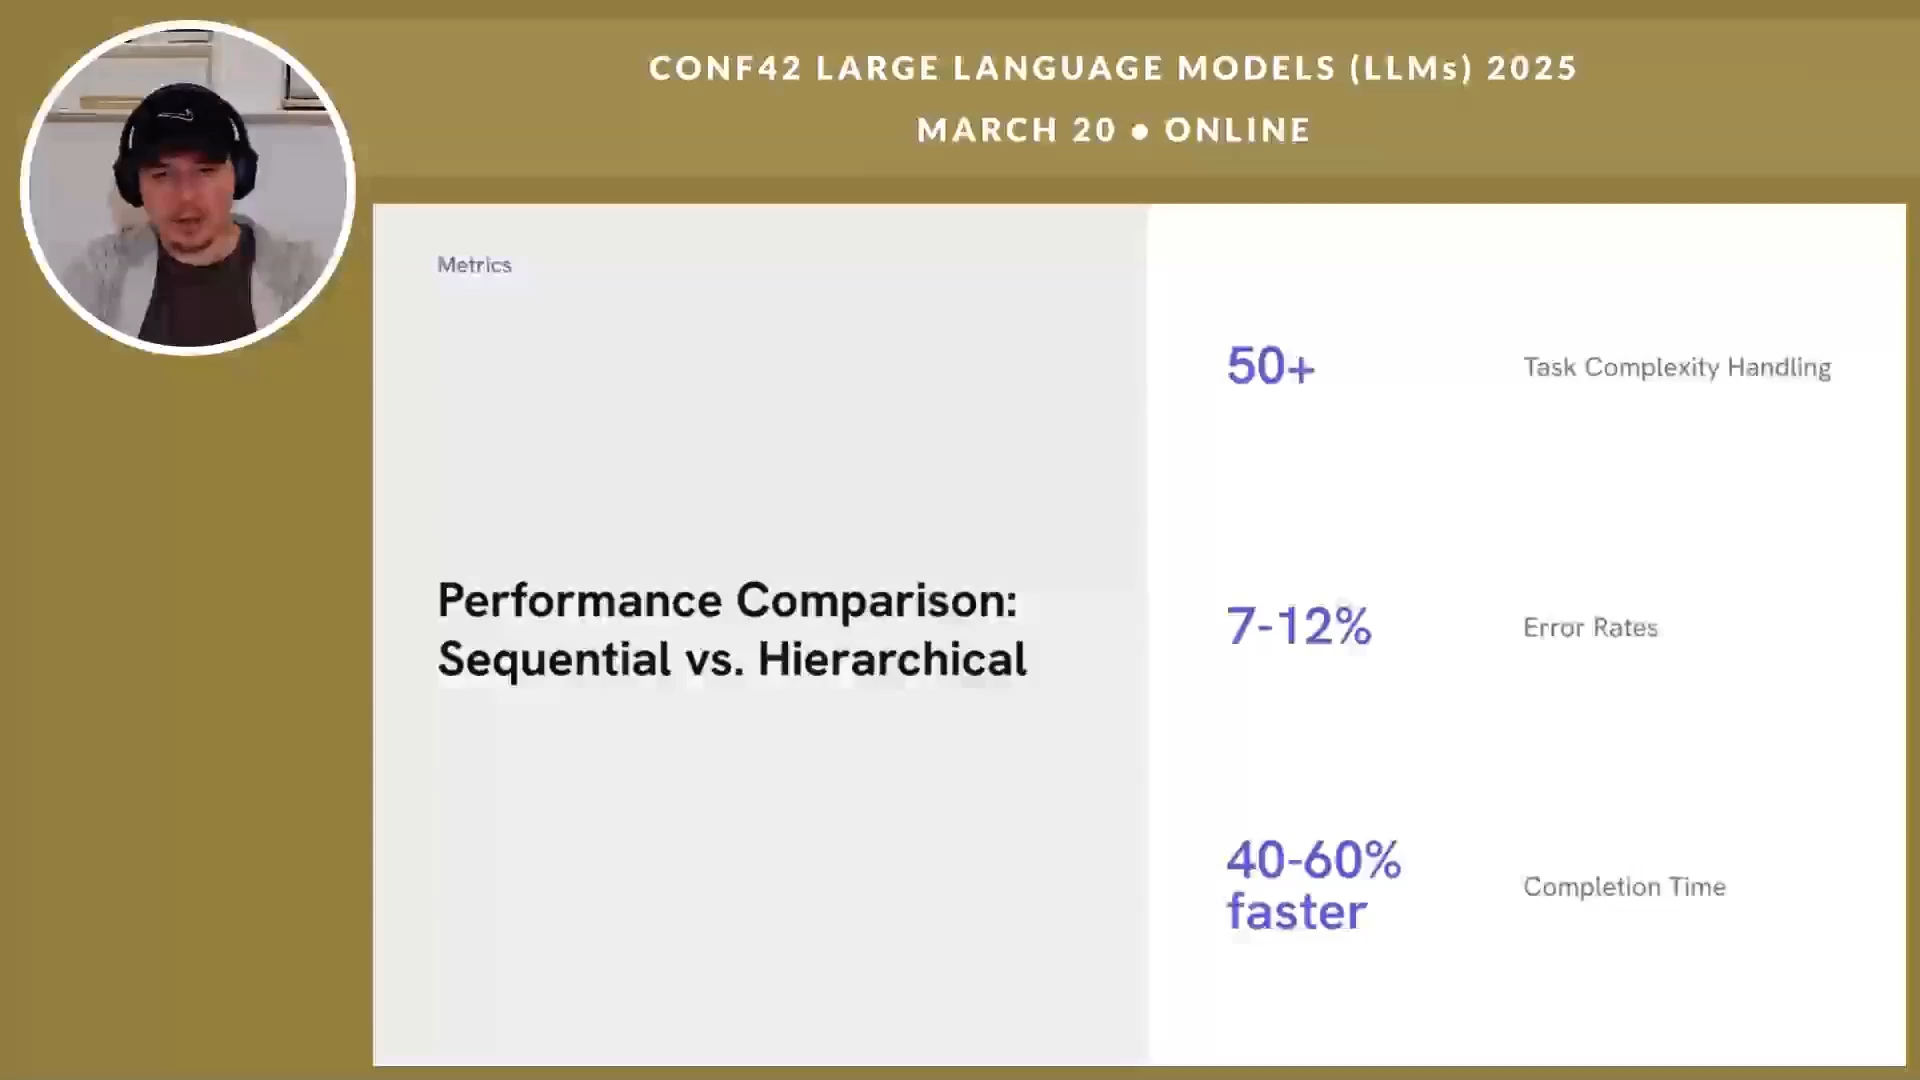 CONF42 LARGE LANGUAGE MODELS (LLMs) 2025
MARCH 20 ● ONLINE
Metrics
Performance Comparison:
Sequential vs. Hierarchical
50+
Task Complexity Handling
7-12%
Error Rates
40-60%
faster
Completion Time